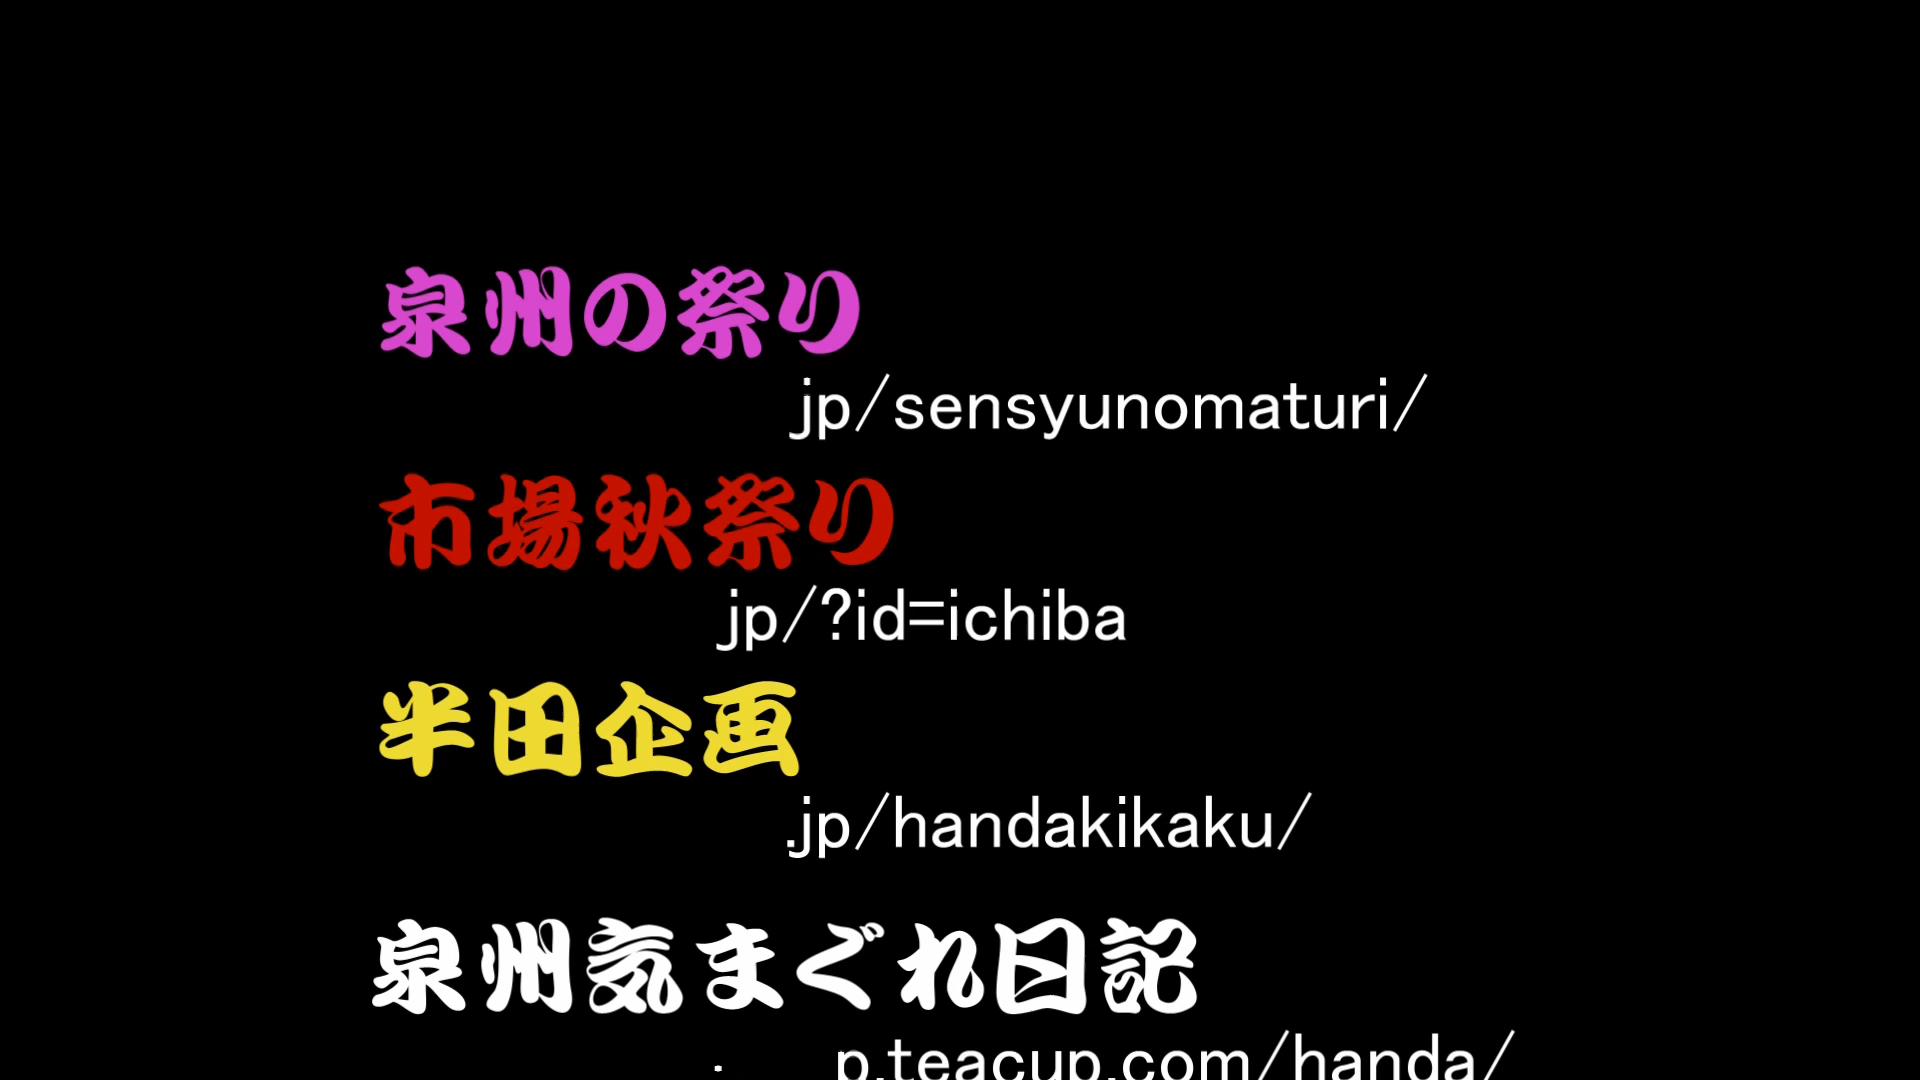 泉州の祭り
jp/sensyunomaturi/
市場秋祭り
jp/?id=ichiba
半田企画
.jp/handakikaku/
泉州気まぐれ日記
p.teacup.com/handa/